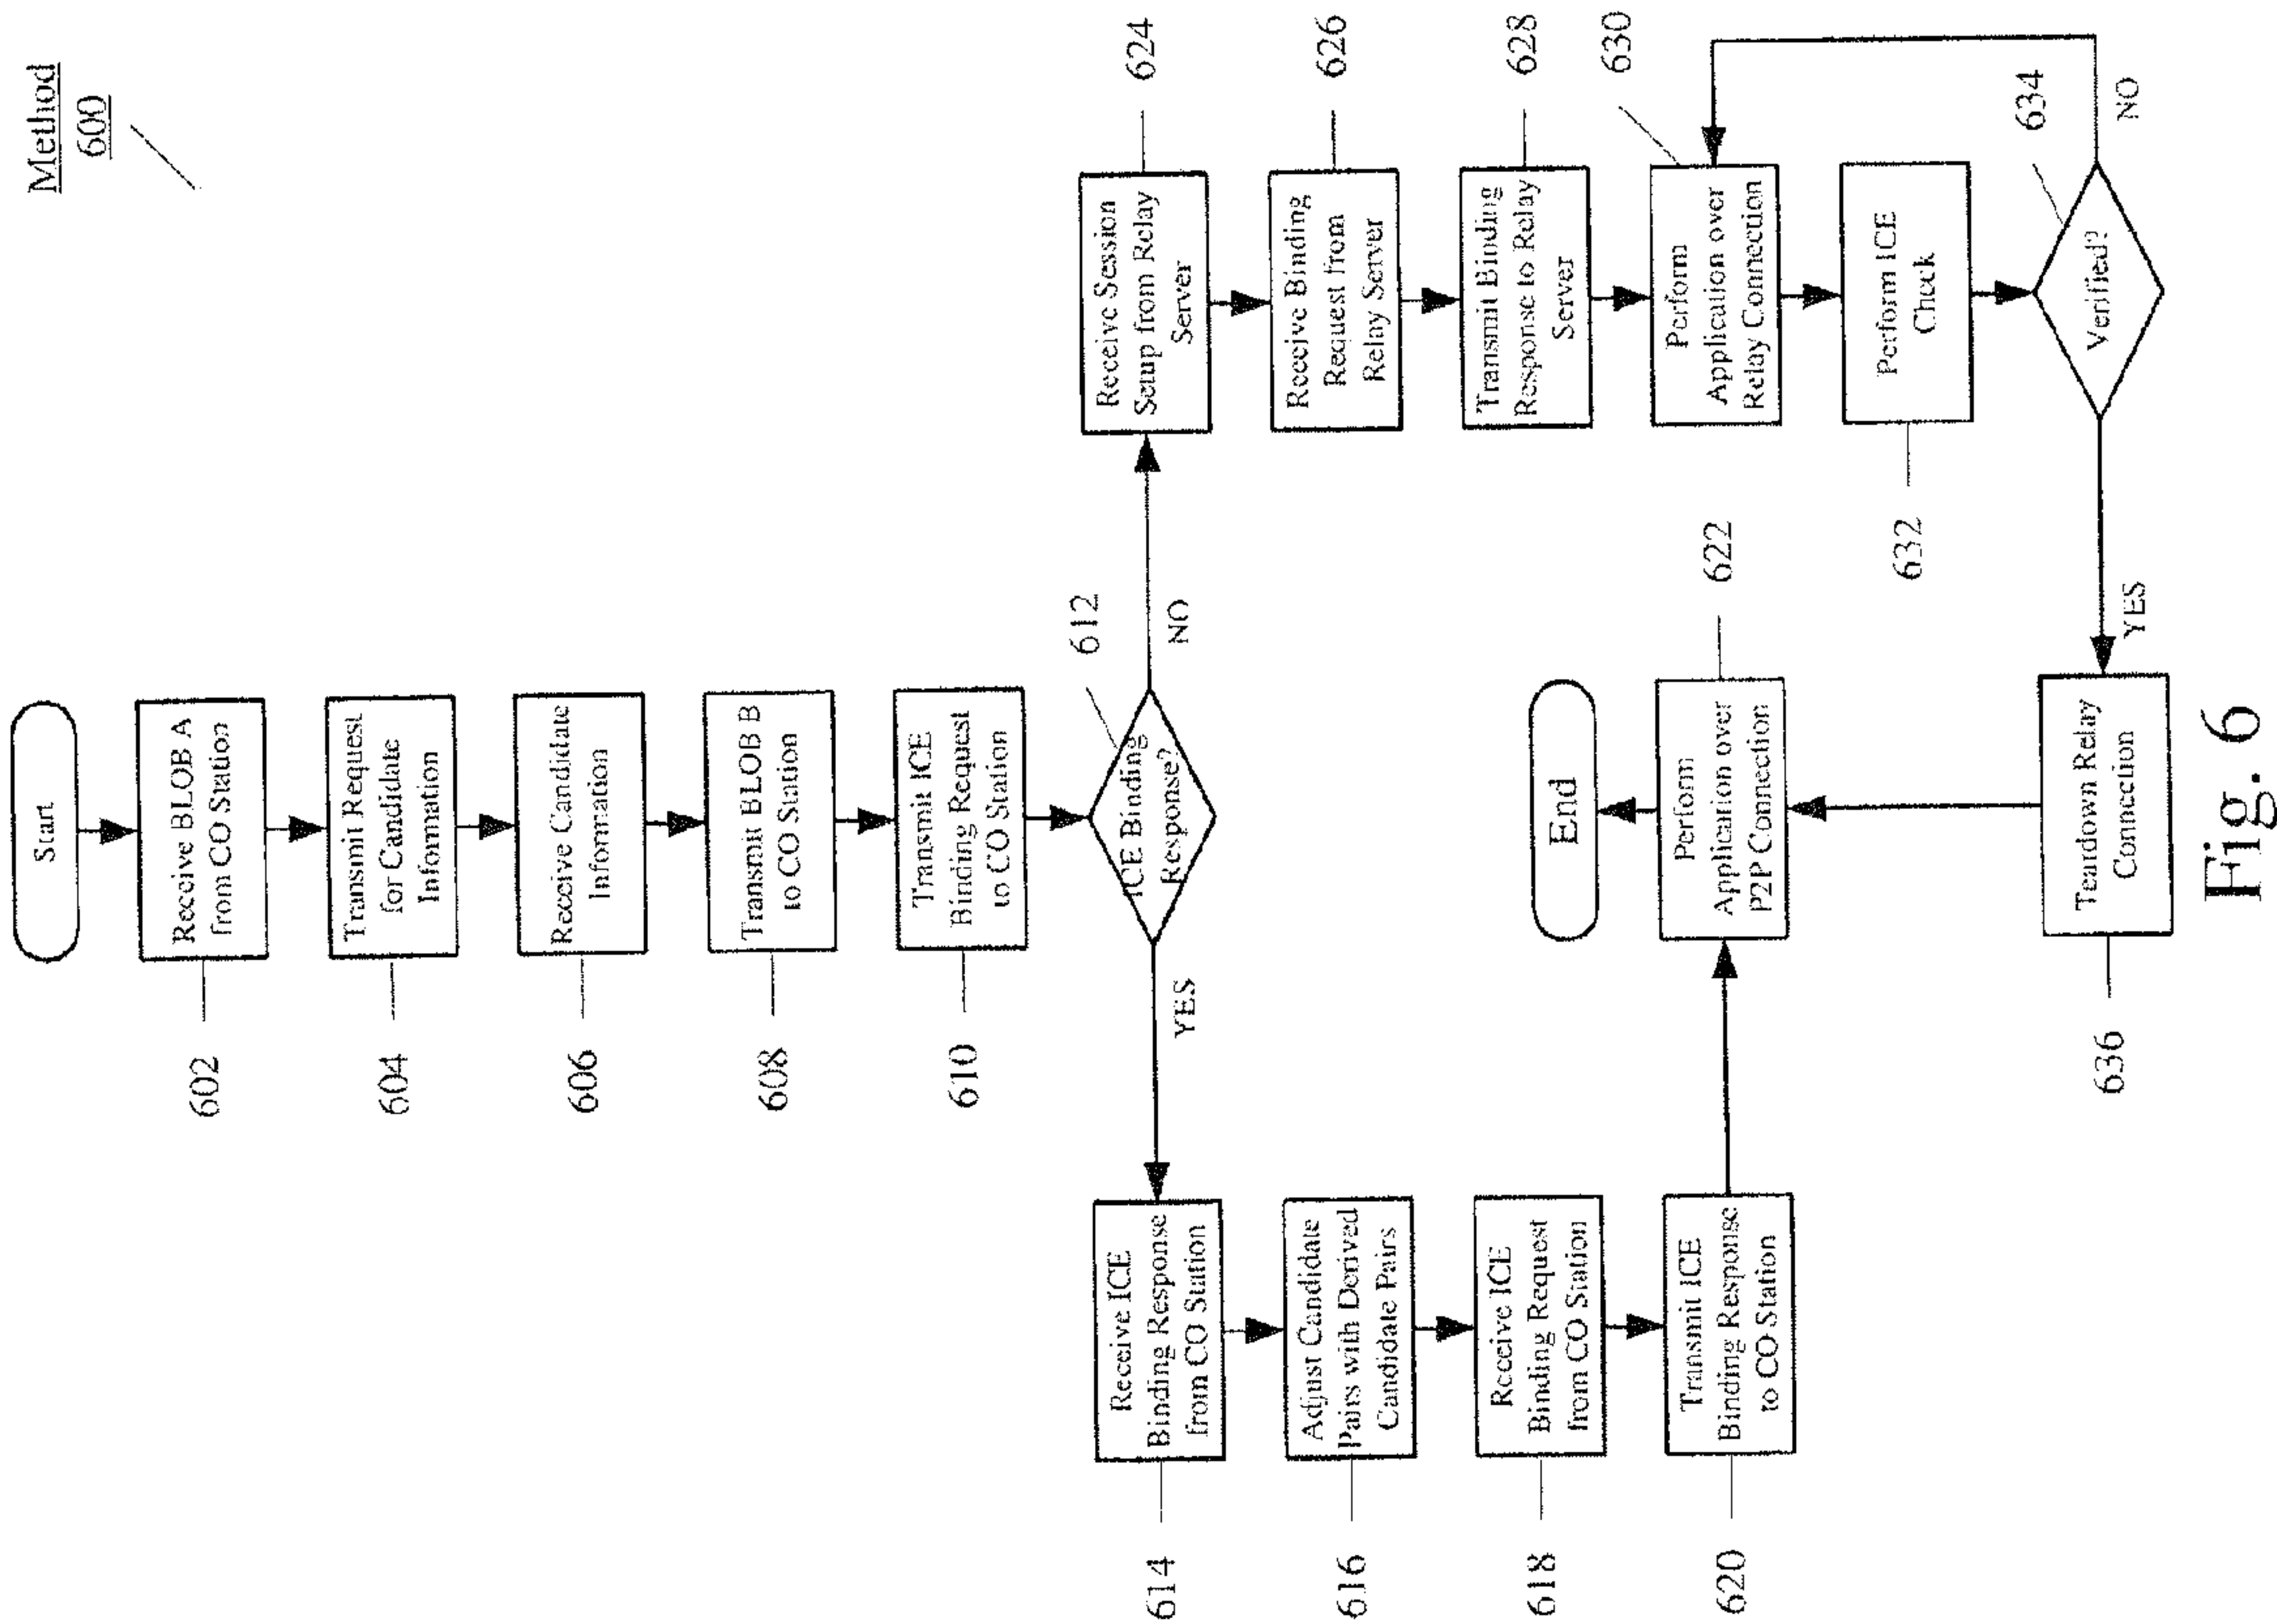 Method
600
Start
602
Receive BLOB A
from CO Station
604
Transmit Request
for Candidate
Information
606
Receive Candidate
Information
608
Transmit BLOB B
to CO Station
610
Transmit ICE
Binding Request
to CO Station
612
ICE Binding
Response?
YES
NO
614
Receive ICE
Binding Response
from CO Station
616
Adjust Candidate
Pairs with Derived
Candidate Pairs
618
Receive ICE
Binding Request
from CO Station
620
Transmit ICE
Binding Response
to CO Station
624
Receive Session
Setup from Relay
Server
626
Receive Binding
Request from
Relay Server
628
Transmit Binding
Response to Relay
Server
630
Perform
Application over
Relay Connection
632
Perform ICE
Check
634
Verified?
NO
YES
636
Teardown Relay
Connection
622
Perform
Application over
P2P Connection
End
Fig. 6